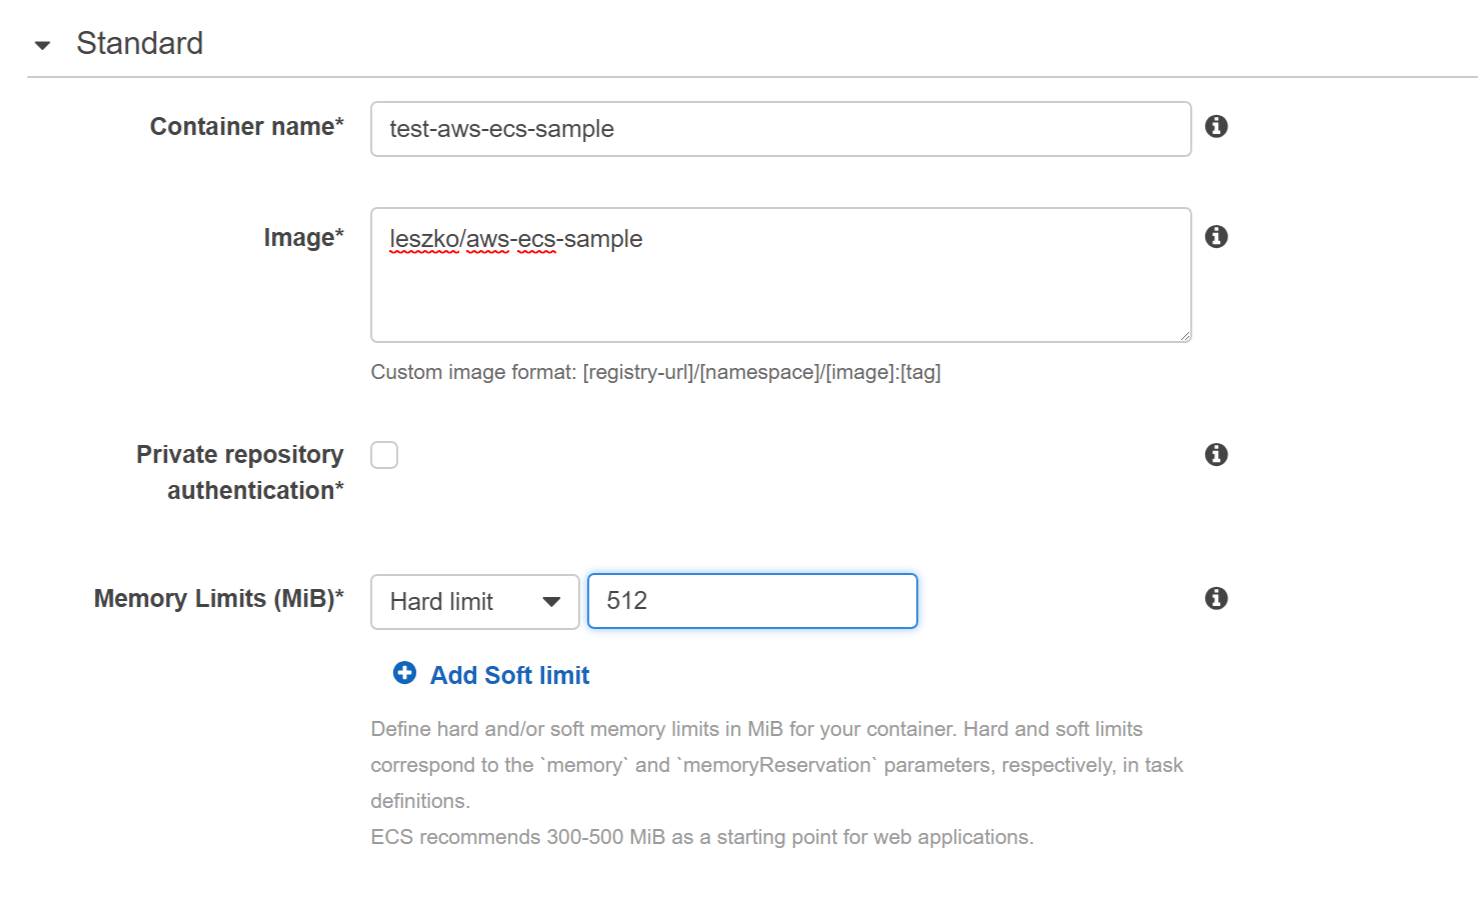 Standard
Container name*
test-aws-ecs-sample
Image*
leszko/aws-ecs-sample
Custom image format: [registry-url]/[namespace]/[image]:[tag]
Private repository
authentication*
Memory Limits (MiB)*
Hard limit
512
Add Soft limit
Define hard and/or soft memory limits in MiB for your container. Hard and soft limits
correspond to the `memory` and `memoryReservation` parameters, respectively, in task
definitions.
ECS recommends 300-500 MiB as a starting point for web applications.